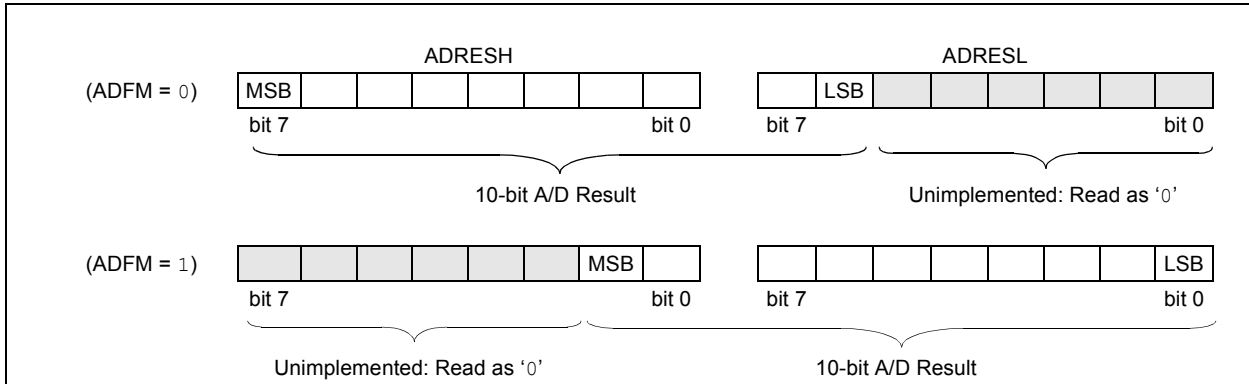 ADRESH ADRESL
(ADFM = 0) MSB LSB
bit 7 bit 0 bit 7 bit 0
10-bit A/D Result Unimplemented: Read as ‘0’
(ADFM = 1) MSB LSB
bit 7 bit 0 bit 7 bit 0
Unimplemented: Read as ‘0’ 10-bit A/D Result